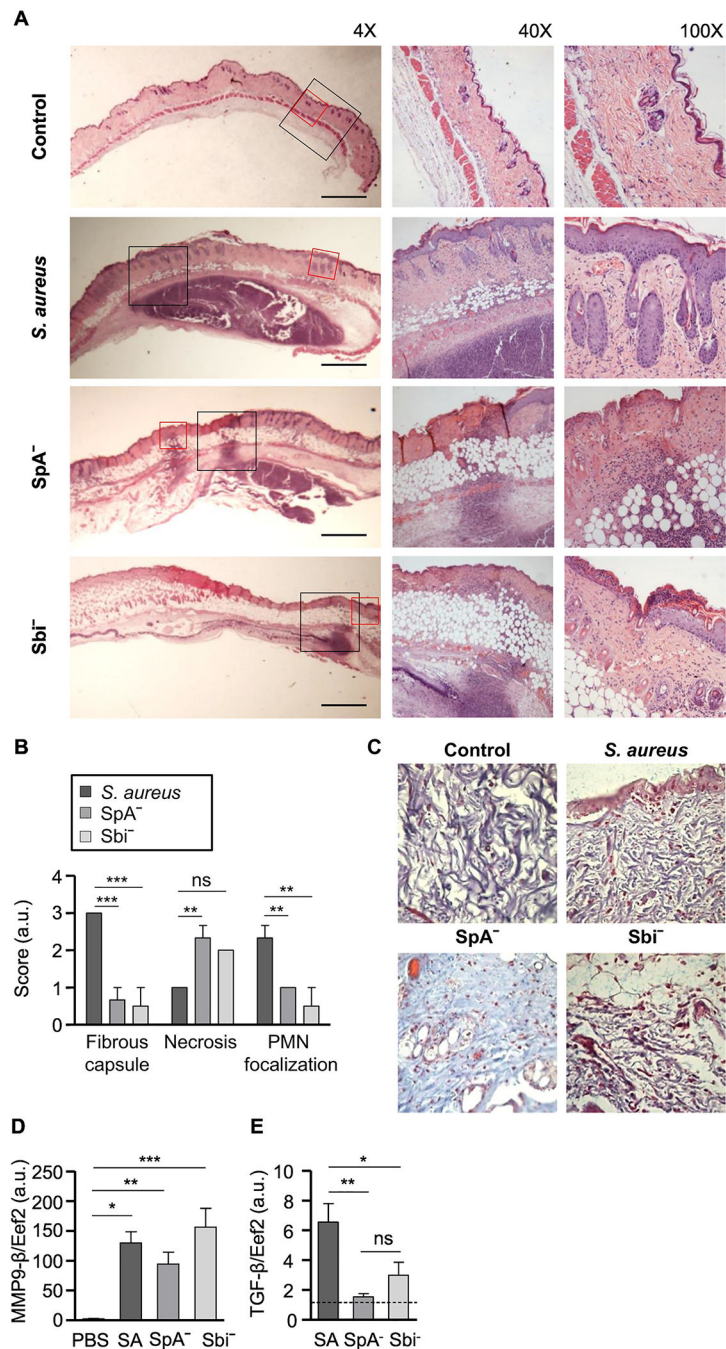 A
4X 40X 100X
Control
S. aureus
SpA⁻
Sbi⁻
B
S. aureus
SpA⁻
Sbi⁻
Score (a.u.)
4
3
2
1
0
***
***
ns
**
**
**
Fibrous capsule
Necrosis
PMN focalization
C
Control S. aureus
SpA⁻ Sbi⁻
D
MMP9-β/Eef2 (a.u.)
250
200
150
100
50
0
***
**
*
PBS SA SpA⁻ Sbi⁻
E
TGF-β/Eef2 (a.u.)
10
8
6
4
2
0
*
**
ns
SA SpA⁻ Sbi⁻